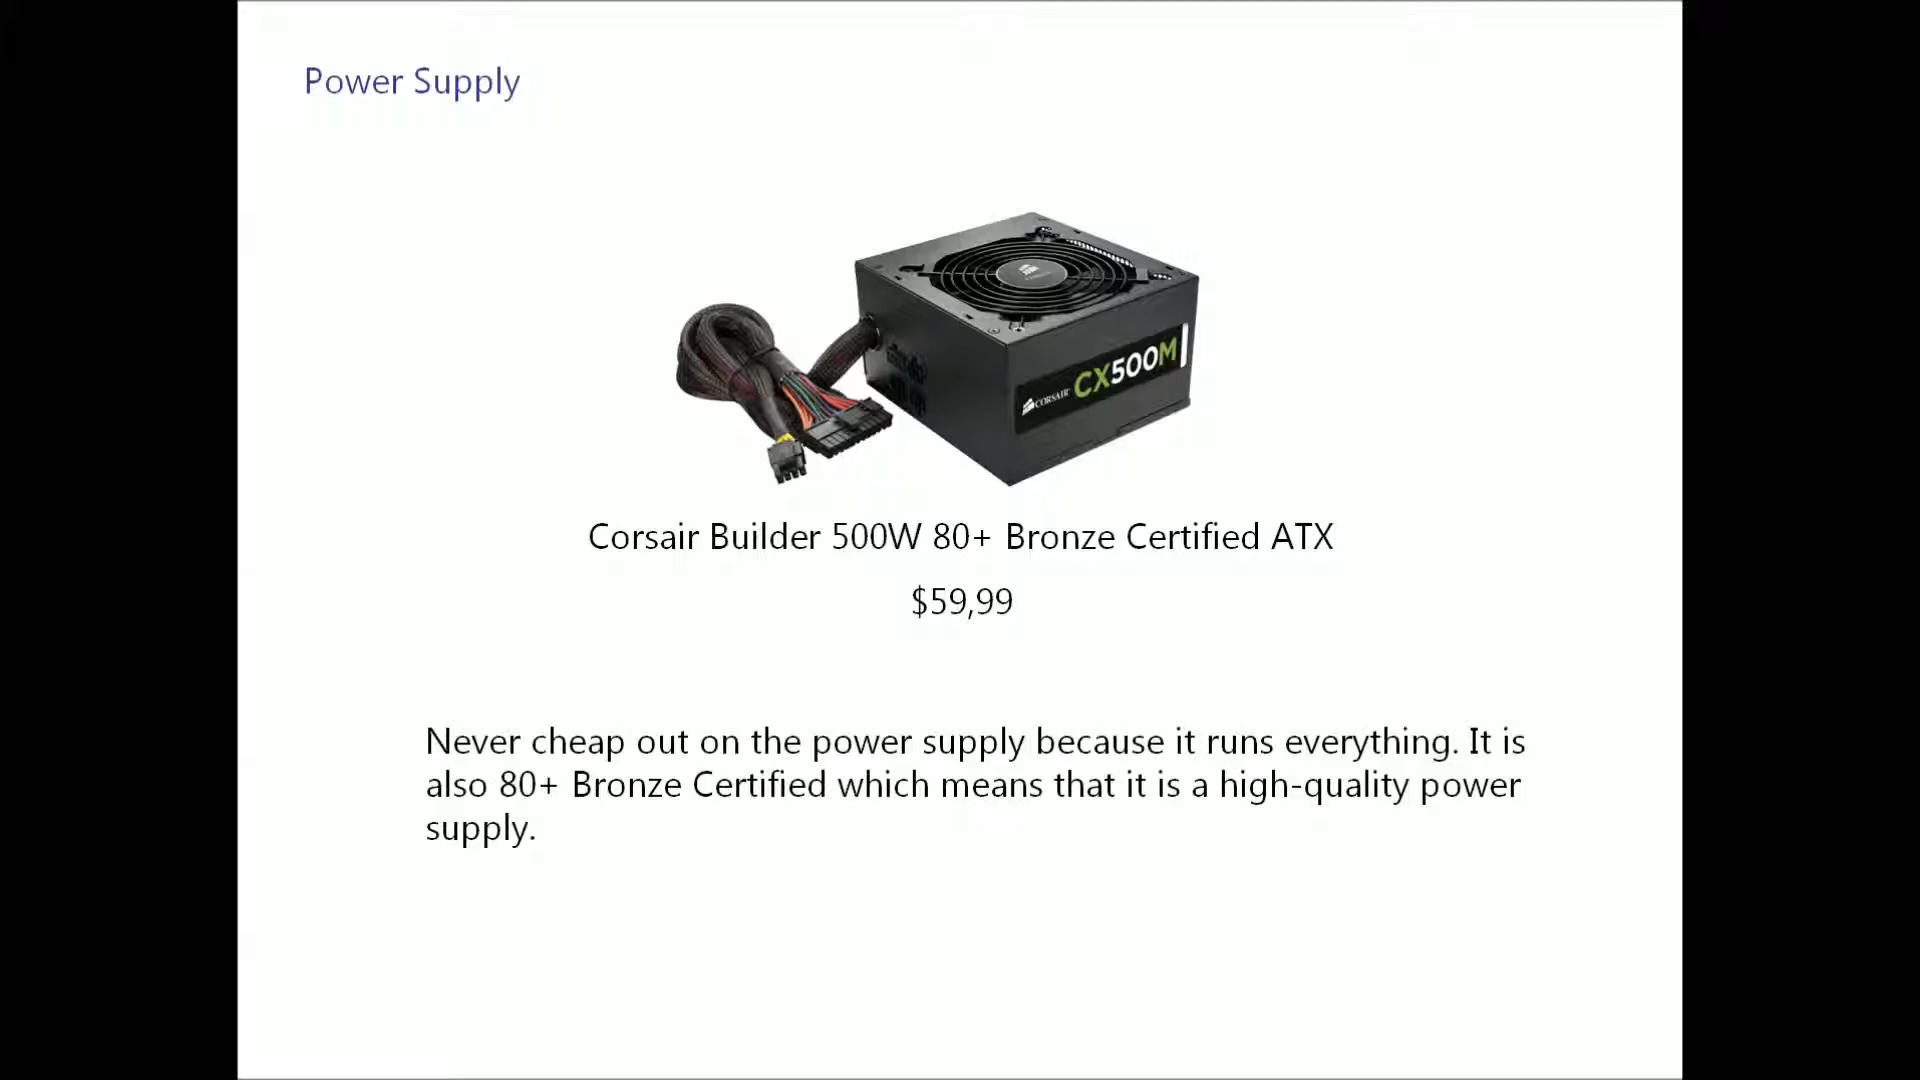 Power Supply
CORSAIR CX500M
Corsair Builder 500W 80+ Bronze Certified ATX
$59,99
Never cheap out on the power supply because it runs everything. It is
also 80+ Bronze Certified which means that it is a high-quality power
supply.